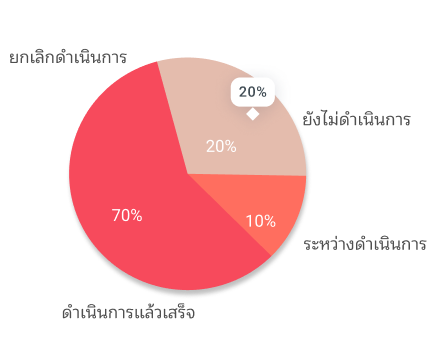 ยกเลิกดำเนินการ
20%
ยังไม่ดำเนินการ
20%
70%
10%
ระหว่างดำเนินการ
ดำเนินการแล้วเสร็จ